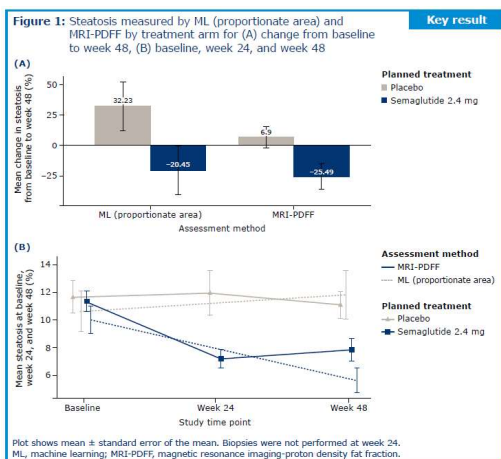 Figure 1: Steatosis measured by ML (proportionate area) and
MRI-PDFF by treatment arm for (A) change from baseline
to week 48, (B) baseline, week 24, and week 48
Key result
(A)
Mean change in steatosis
from baseline to week 48 (%)
50
25
0
−25
32.23
−20.45
6.9
−25.49
ML (proportionate area)
MRI-PDFF
Assessment method
Planned treatment
Placebo
Semaglutide 2.4 mg
(B)
Mean steatosis at baseline,
week 24, and week 48 (%)
14
12
10
8
6
Baseline
Week 24
Week 48
Study time point
Assessment method
MRI-PDFF
ML (proportionate area)
Planned treatment
Placebo
Semaglutide 2.4 mg
Plot shows mean ± standard error of the mean. Biopsies were not performed at week 24.
ML, machine learning; MRI-PDFF, magnetic resonance imaging-proton density fat fraction.